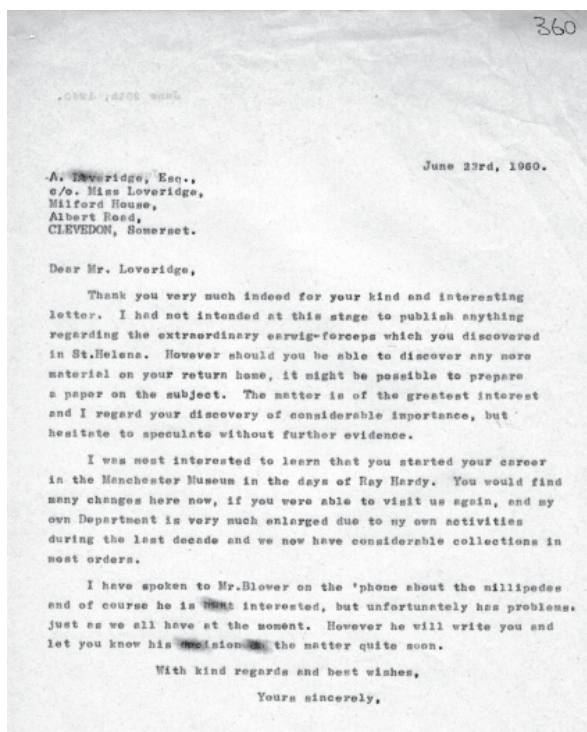 360
June 20th, 1960.
June 23rd, 1960.
A. Loveridge, Esq.,
c/o. Miss Loveridge,
Milford House,
Albert Road,
CLEVEDON, Somerset.
Dear Mr. Loveridge,
Thank you very much indeed for your kind and interesting
letter. I had not intended at this stage to publish anything
regarding the extraordinary earwig-forceps which you discovered
in St.Helena. However should you be able to discover any more
material on your return home, it might be possible to prepare
a paper on the subject. The matter is of the greatest interest
and I regard your discovery of considerable importance, but
hesitate to speculate without further evidence.
I was most interested to learn that you started your career
in the Manchester Museum in the days of Ray Hardy. You would find
many changes here now, if you were able to visit us again, and my
own Department is very much enlarged due to my own activities
during the last decade and we now have considerable collections in
most orders.
I have spoken to Mr.Blower on the 'phone about the millipedes
and of course he is most interested, but unfortunately has problems,
just as we all have at the moment. However he will write you and
let you know his decision on the matter quite soon.
With kind regards and best wishes,
Yours sincerely,